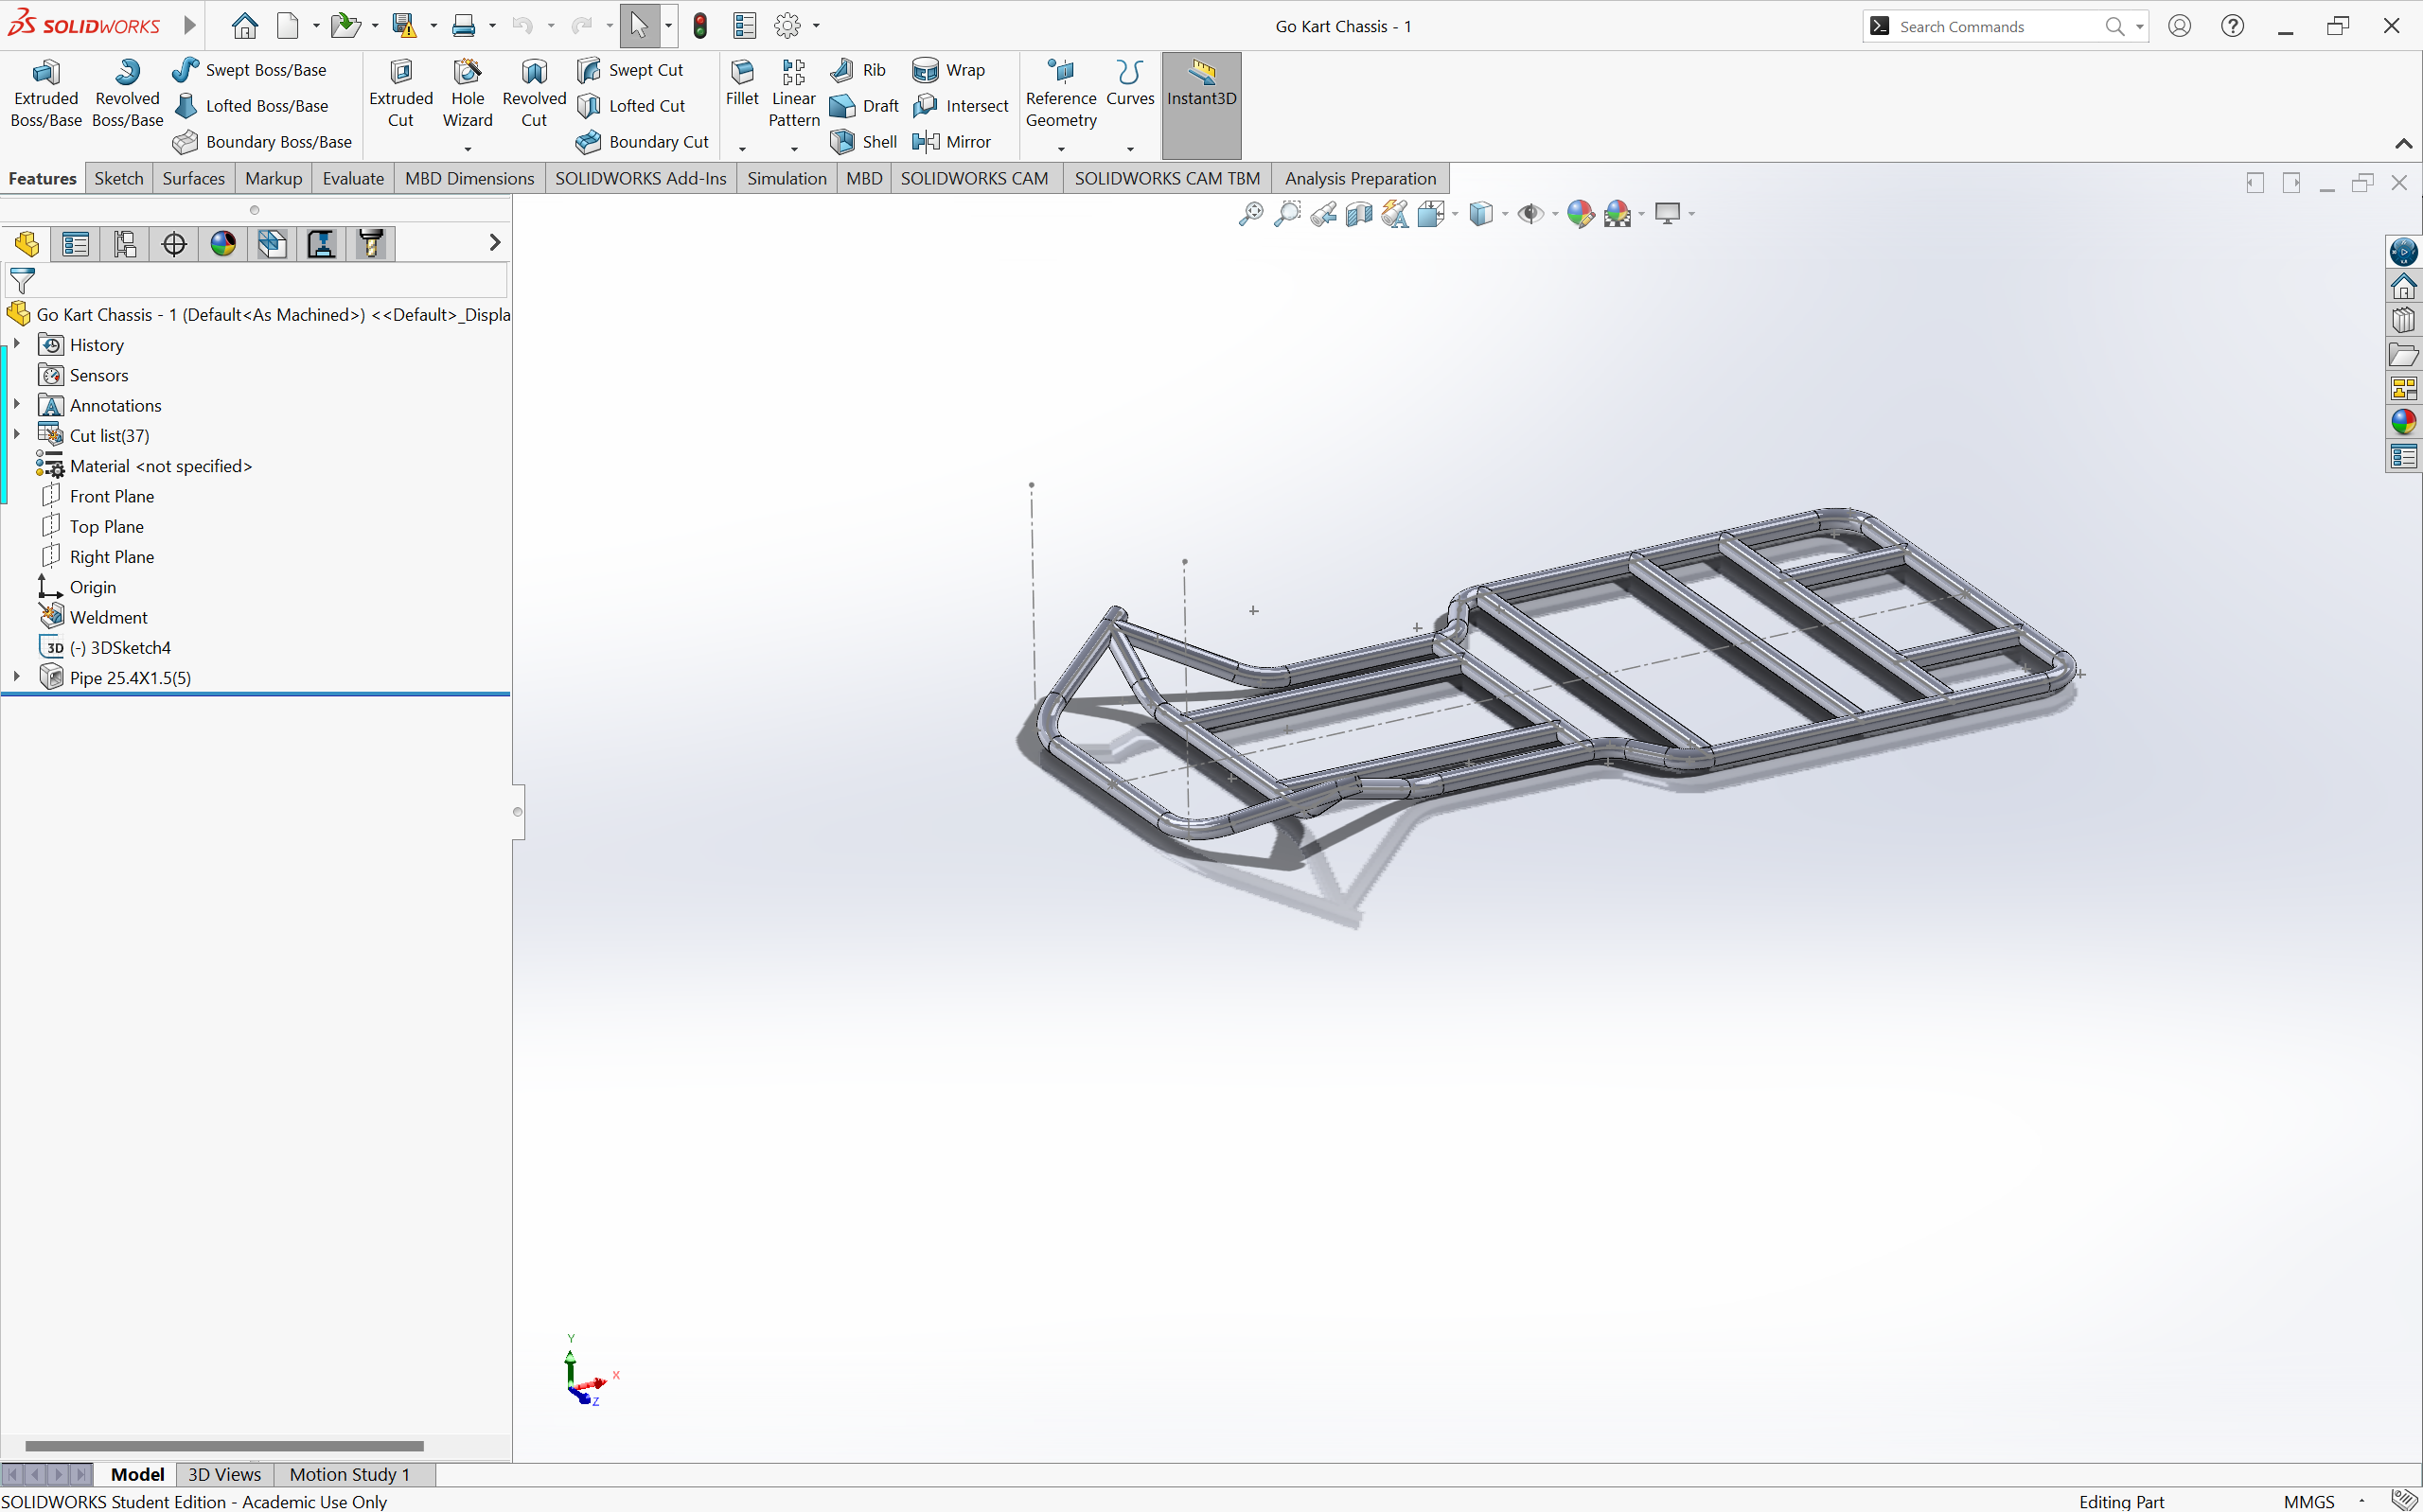 SOLIDWORKS
Go Kart Chassis - 1
Search Commands
Extruded Boss/Base
Revolved Boss/Base
Swept Boss/Base
Lofted Boss/Base
Boundary Boss/Base
Extruded Cut
Hole Wizard
Revolved Cut
Swept Cut
Lofted Cut
Boundary Cut
Fillet
Linear Pattern
Rib
Draft
Shell
Wrap
Intersect
Mirror
Reference Geometry
Curves
Instant3D
Features
Sketch
Surfaces
Markup
Evaluate
MBD Dimensions
SOLIDWORKS Add-Ins
Simulation
MBD
SOLIDWORKS CAM
SOLIDWORKS CAM TBM
Analysis Preparation
Go Kart Chassis - 1 (Default<As Machined>) <<Default>_Displa
History
Sensors
Annotations
Cut list(37)
Material <not specified>
Front Plane
Top Plane
Right Plane
Origin
Weldment
3D (-) 3DSketch4
Pipe 25.4X1.5(5)
Y
X
Z
Model
3D Views
Motion Study 1
SOLIDWORKS Student Edition - Academic Use Only
Editing Part
MMGS